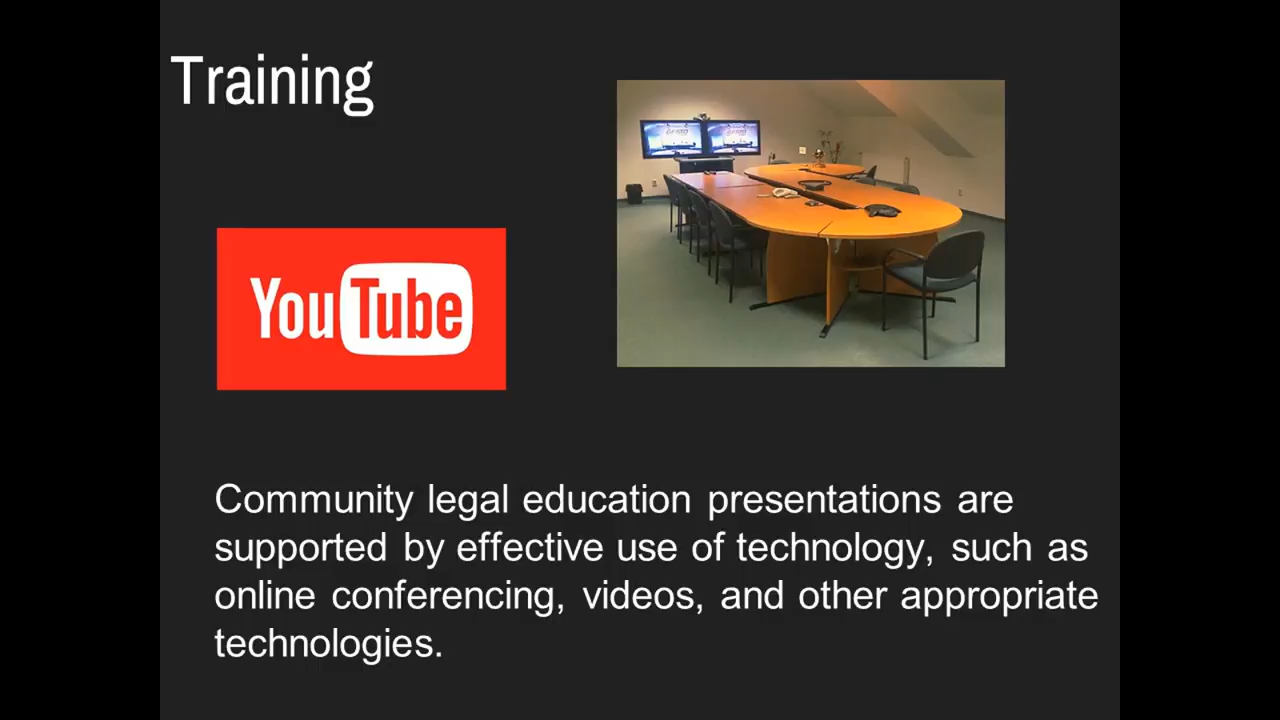 Training
YouTube
Community legal education presentations are
supported by effective use of technology, such as
online conferencing, videos, and other appropriate
technologies.